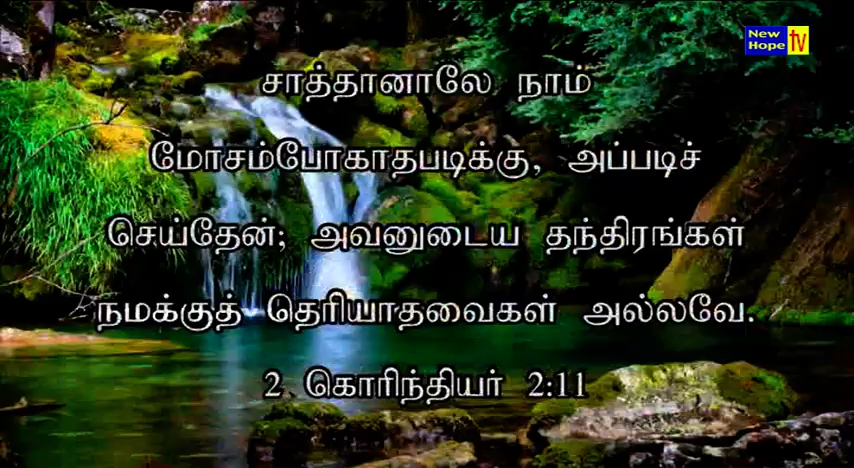 New
Hope tv
சாத்தானாலே நாம்
மோசம்போகாதபடிக்கு, அப்படிச்
செய்தேன்; அவனுடைய தந்திரங்கள்
நமக்குத் தெரியாதவைகள் அல்லவே.
2 கொரிந்தியர் 2:11